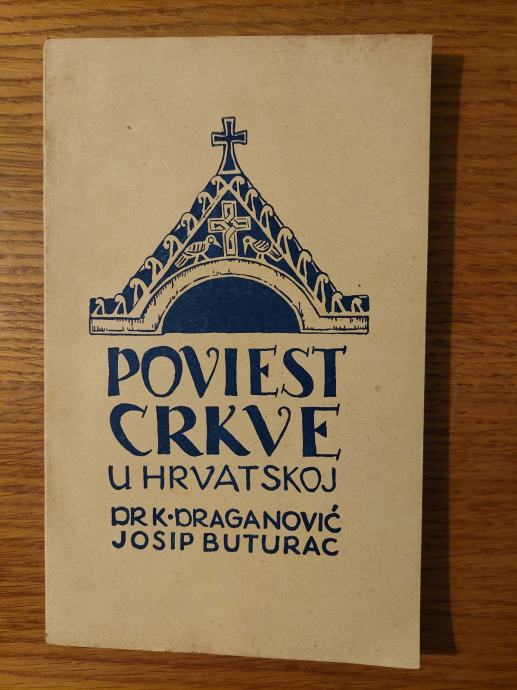 POVIEST
CRKVE
U HRVATSKOJ
DR K·DRAGANOVIĆ
JOSIP BUTURAC